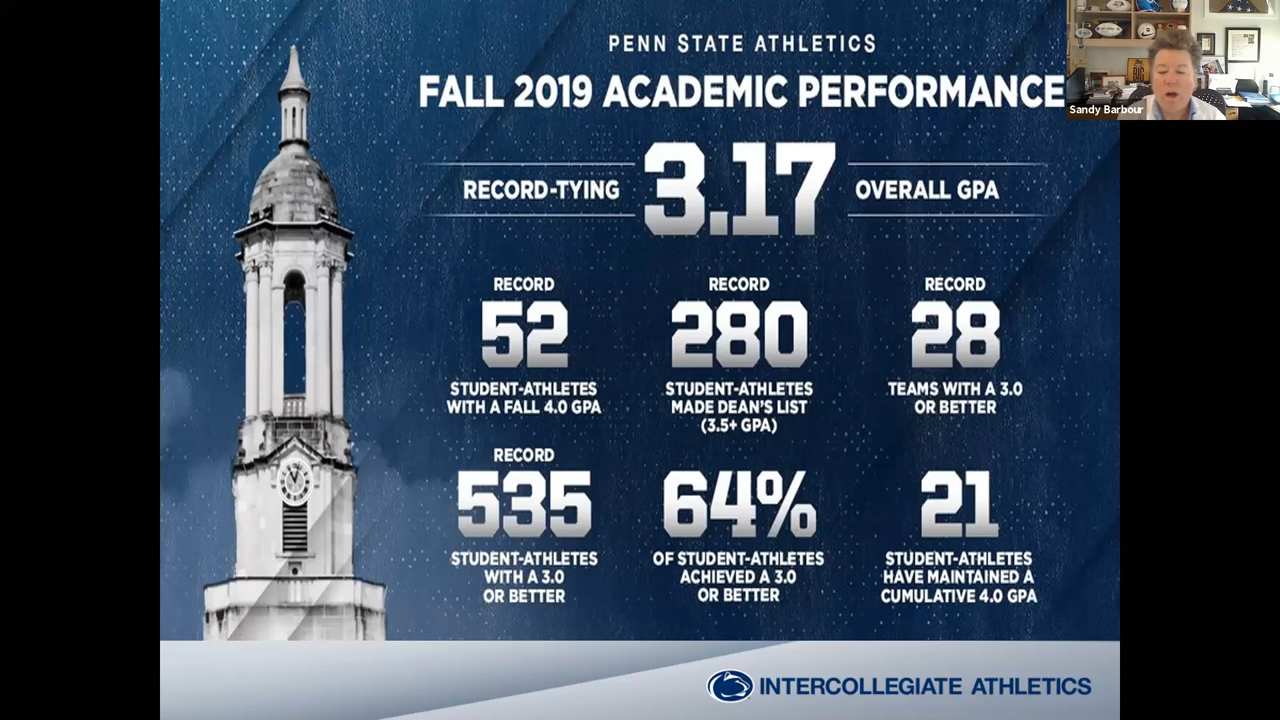 PENN STATE ATHLETICS
FALL 2019 ACADEMIC PERFORMANCE
RECORD-TYING 3.17 OVERALL GPA
RECORD
52
STUDENT-ATHLETES
WITH A FALL 4.0 GPA
RECORD
280
STUDENT-ATHLETES
MADE DEAN'S LIST
(3.5+ GPA)
RECORD
28
TEAMS WITH A 3.0
OR BETTER
RECORD
535
STUDENT-ATHLETES
WITH A 3.0
OR BETTER
64%
OF STUDENT-ATHLETES
ACHIEVED A 3.0
OR BETTER
21
STUDENT-ATHLETES
HAVE MAINTAINED A
CUMULATIVE 4.0 GPA
INTERCOLLEGIATE ATHLETICS
Sandy Barbour